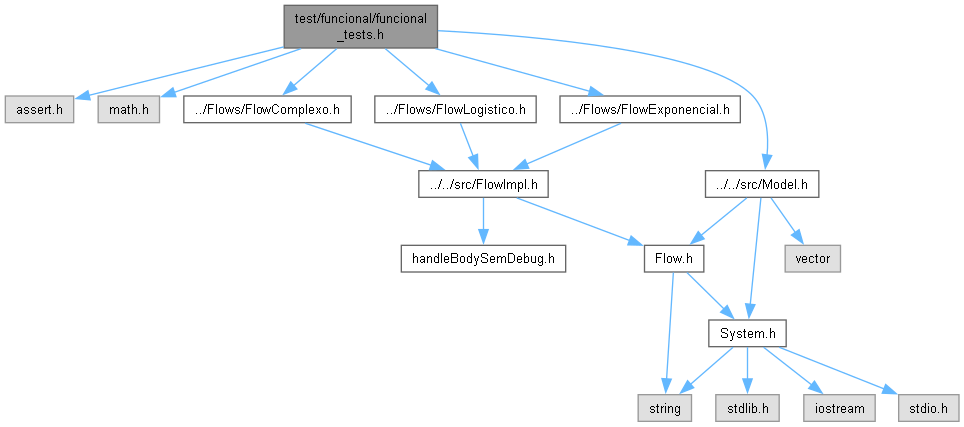 test/funcional/funcional
_tests.h
assert.h
math.h
../Flows/FlowComplexo.h
../Flows/FlowLogistico.h
../Flows/FlowExponencial.h
../../src/FlowImpl.h
../../src/Model.h
handleBodySemDebug.h
Flow.h
vector
System.h
string
stdlib.h
iostream
stdio.h